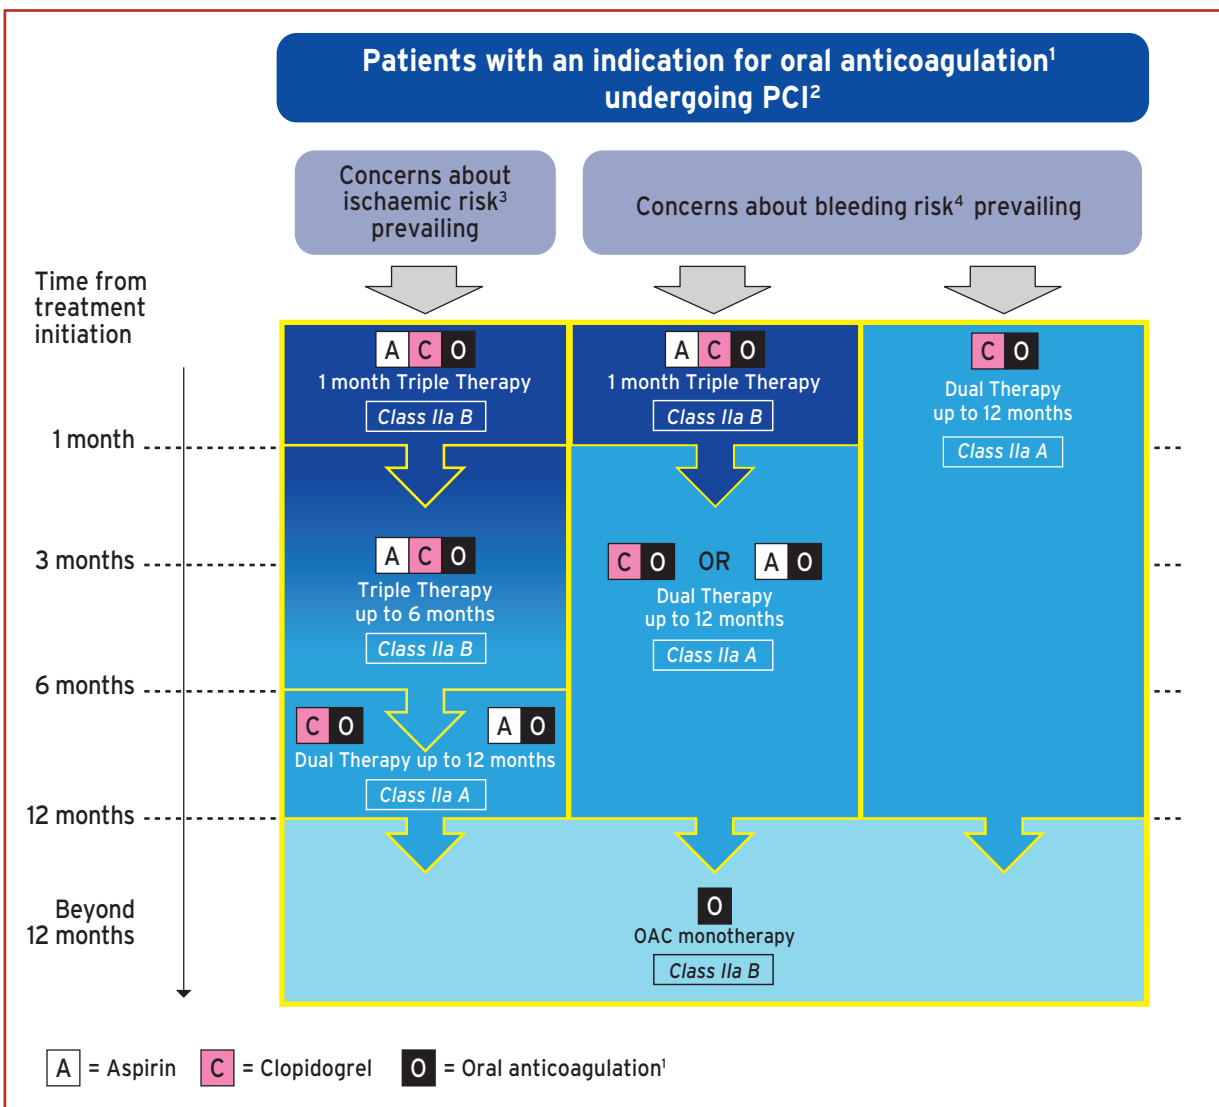 Patients with an indication for oral anticoagulation¹
undergoing PCI²
Concerns about
ischaemic risk³
prevailing
Concerns about bleeding risk⁴ prevailing
Time from
treatment
initiation
A C O
1 month Triple Therapy
Class IIa B
A C O
1 month Triple Therapy
Class IIa B
C O
Dual Therapy
up to 12 months
Class IIa A
1 month
3 months
A C O
Triple Therapy
up to 6 months
Class IIa B
C O OR A O
Dual Therapy
up to 12 months
Class IIa A
6 months
C O A O
Dual Therapy up to 12 months
Class IIa A
12 months
Beyond
12 months
O
OAC monotherapy
Class IIa B
A = Aspirin C = Clopidogrel O = Oral anticoagulation¹